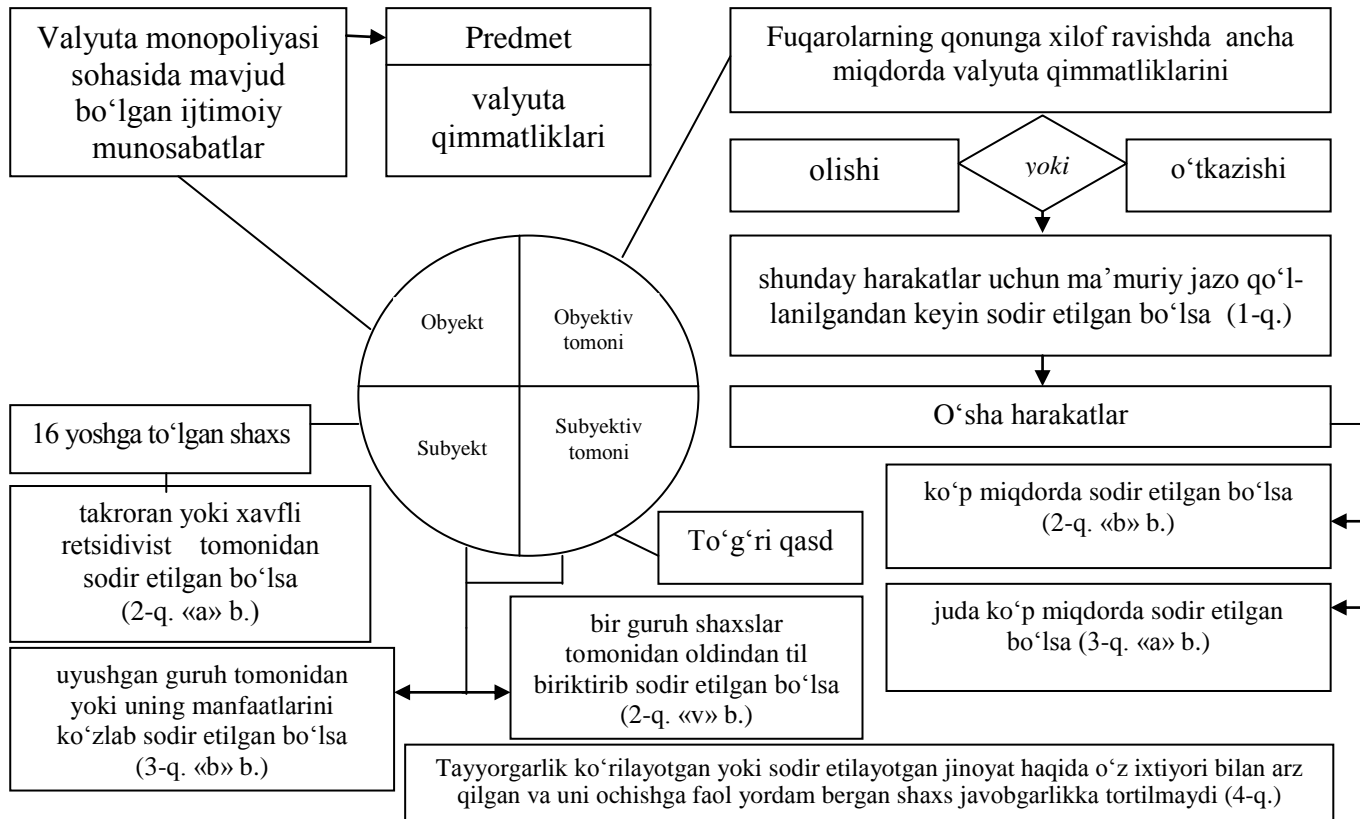 Valyuta monopoliyasi
sohasida mavjud
bo‘lgan ijtimoiy
munosabatlar
Predmet
valyuta
qimmatliklari
Fuqarolarning qonunga xilof ravishda ancha
miqdorda valyuta qimmatliklarini
olishi
yoki
o‘tkazishi
shunday harakatlar uchun ma’muriy jazo qo‘l-
lanilgandan keyin sodir etilgan bo‘lsa (1-q.)
O‘sha harakatlar
ko‘p miqdorda sodir etilgan bo‘lsa
(2-q. «b» b.)
juda ko‘p miqdorda sodir etilgan
bo‘lsa (3-q. «a» b.)
Obyekt
Obyektiv
tomoni
Subyekt
Subyektiv
tomoni
16 yoshga to‘lgan shaxs
takroran yoki xavfli
retsidivist tomonidan
sodir etilgan bo‘lsa
(2-q. «a» b.)
To‘g‘ri qasd
uyushgan guruh tomonidan
yoki uning manfaatlarini
ko‘zlab sodir etilgan bo‘lsa
(3-q. «b» b.)
bir guruh shaxslar
tomonidan oldindan til
biriktirib sodir etilgan bo‘lsa
(2-q. «v» b.)
Tayyorgarlik ko‘rilayotgan yoki sodir etilayotgan jinoyat haqida o‘z ixtiyori bilan arz
qilgan va uni ochishga faol yordam bergan shaxs javobgarlikka tortilmaydi (4-q.)